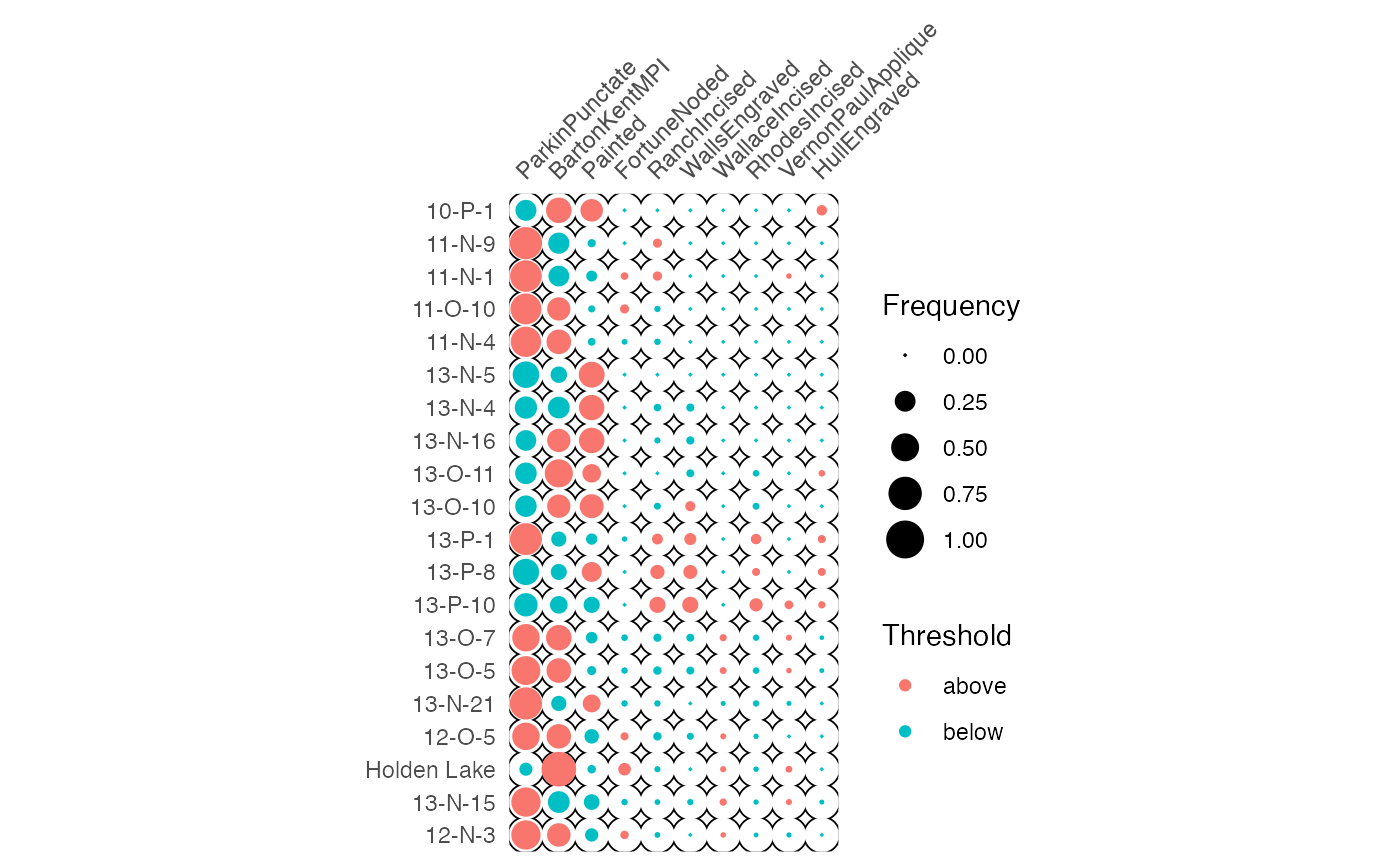 ParkinPunctate
BartonKentMPI
Painted
FortuneNoded
RanchIncised
WallsEngraved
WallaceIncised
RhodesIncised
VernonPaulApplique
HullEngraved
10-P-1
11-N-9
11-N-1
11-O-10
11-N-4
13-N-5
13-N-4
13-N-16
13-O-11
13-O-10
13-P-1
13-P-8
13-P-10
13-O-7
13-O-5
13-N-21
12-O-5
Holden Lake
13-N-15
12-N-3
Frequency
0.00
0.25
0.50
0.75
1.00
Threshold
above
below